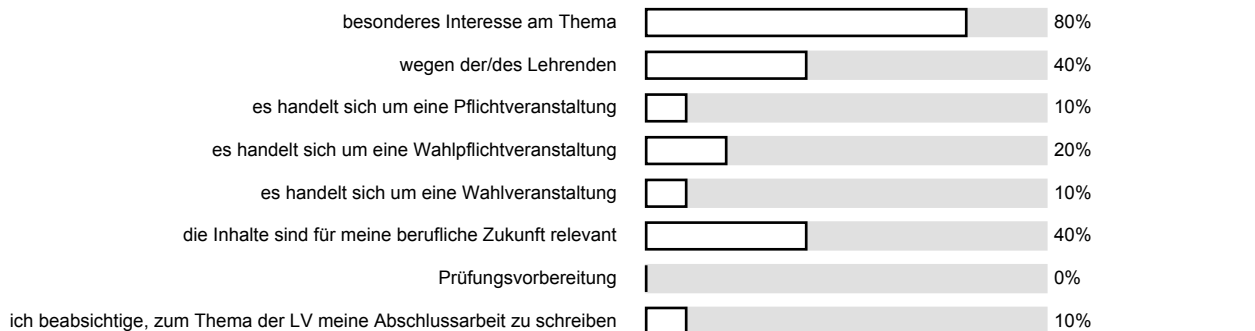 besonderes Interesse am Thema 80%
wegen der/des Lehrenden 40%
es handelt sich um eine Pflichtveranstaltung 10%
es handelt sich um eine Wahlpflichtveranstaltung 20%
es handelt sich um eine Wahlveranstaltung 10%
die Inhalte sind für meine berufliche Zukunft relevant 40%
Prüfungsvorbereitung 0%
ich beabsichtige, zum Thema der LV meine Abschlussarbeit zu schreiben 10%